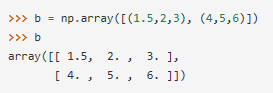 >>> b = np.array([(1.5,2,3), (4,5,6)])
>>> b
array([[ 1.5,  2. ,  3. ],
       [ 4. ,  5. ,  6. ]])